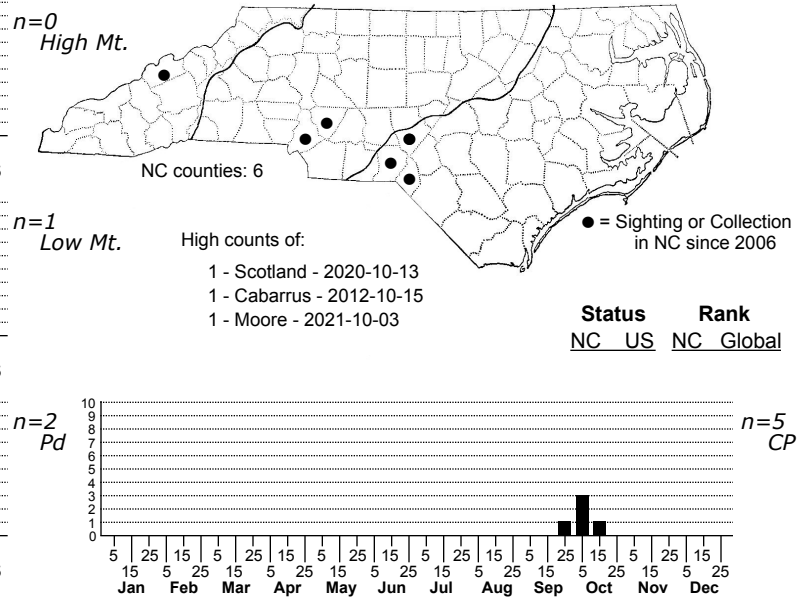 n=0
High Mt.
NC counties: 6
n=1
Low Mt.
High counts of:
1 - Scotland - 2020-10-13
1 - Cabarrus - 2012-10-15
1 - Moore - 2021-10-03
= Sighting or Collection
in NC since 2006
Status Rank
NC US NC Global
n=2
Pd
n=5
CP
10
9
8
7
6
5
4
3
2
1
0
5 25 15 5 25 15 5 25 15 5 25 15 5 25 15 5 25 15
15 5 25 15 5 25 15 5 25 15 5 25 15 5 25 15 5 25
Jan Feb Mar Apr May Jun Jul Aug Sep Oct Nov Dec